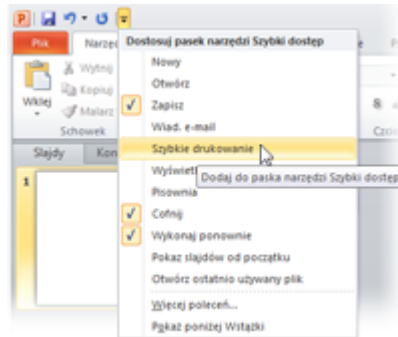 P
Plik
Narzę
Dostosuj pasek narzędzi Szybki dostęp
Nowy
Otwórz
Zapisz
Wiad. e-mail
Szybkie drukowanie
Wyświetl
Dodaj do paska narzędzi Szybki dostęp
Pisownia
Cofnij
Wykonaj ponownie
Pokaz slajdów od początku
Otwórz ostatnio używany plik
Więcej poleceń...
Pokaż poniżej Wstążki
Wklej
Wytnij
Kopiuj
Malarz
Schowek
Slajdy
Kon
1